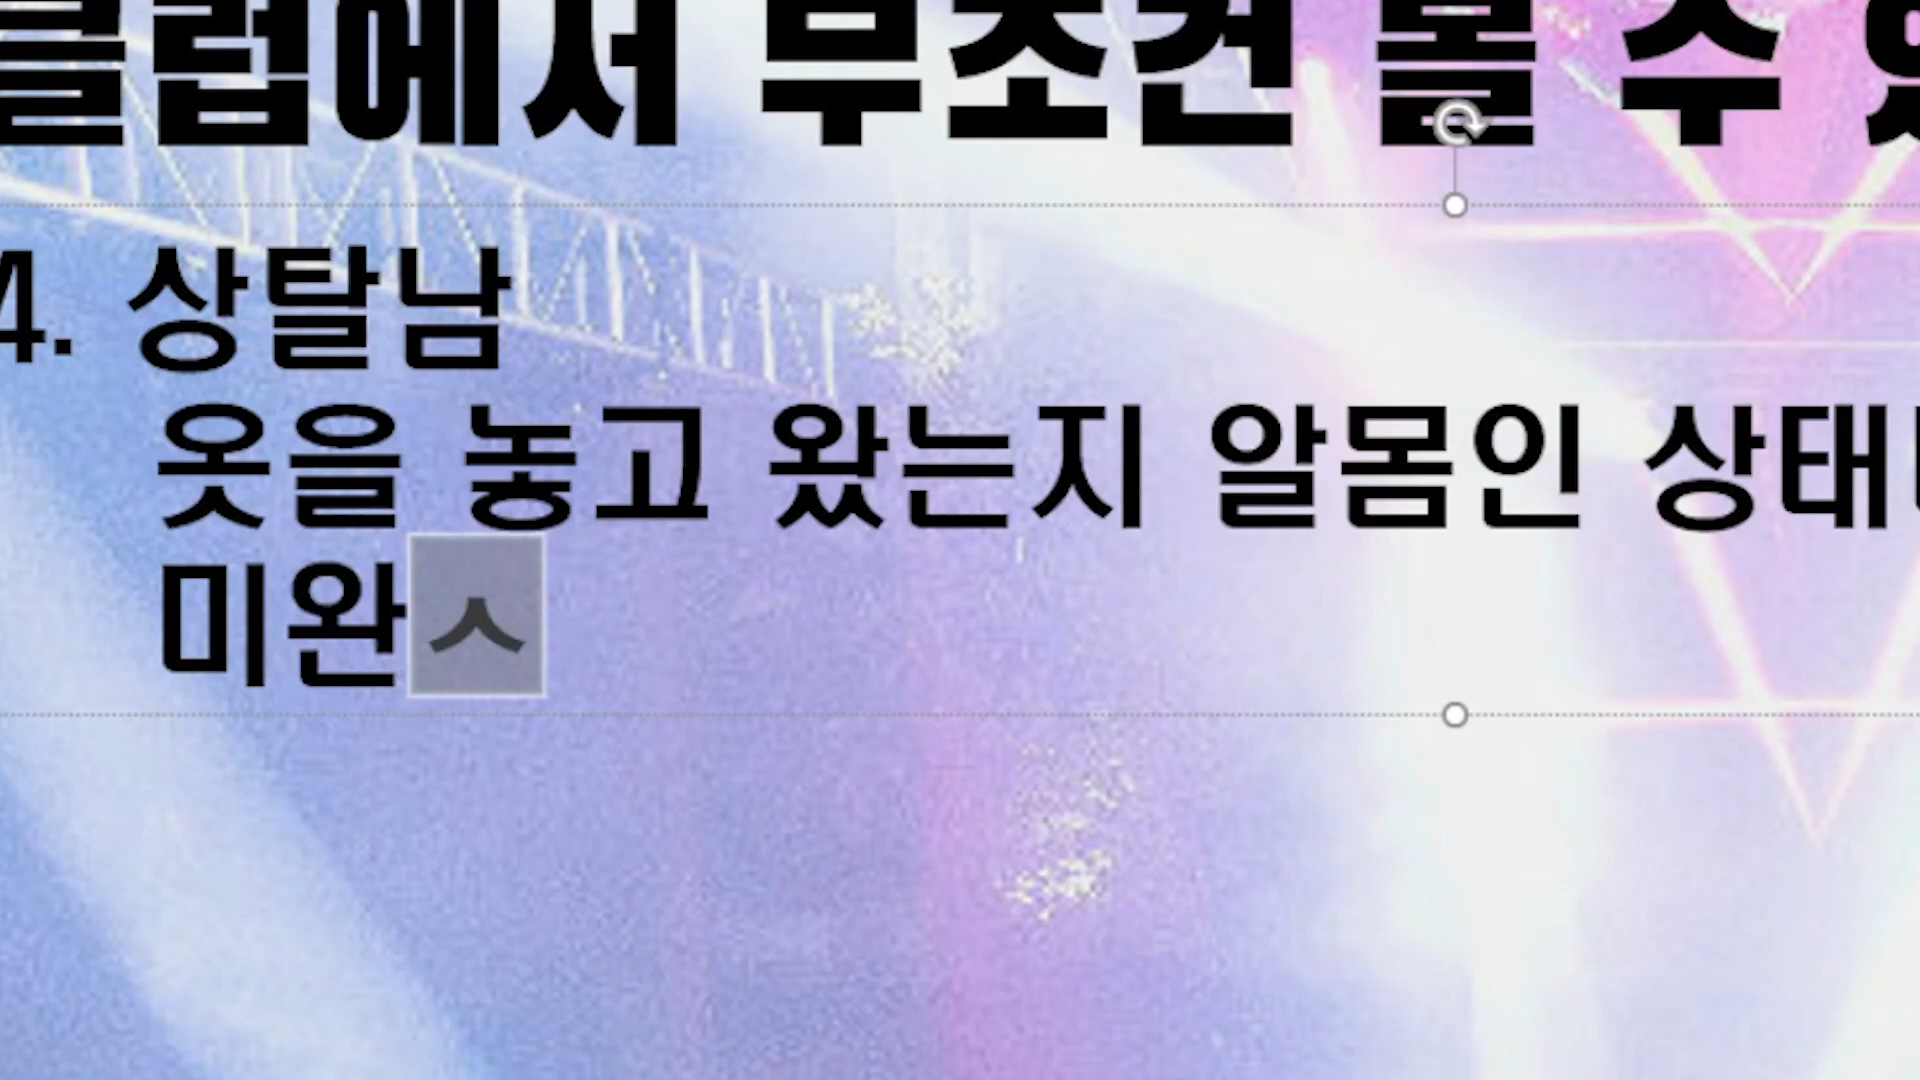 클럽에서 무조건 볼 수
4. 상탈남
옷을 놓고 왔는지 알몸인 상태
미완ㅅ